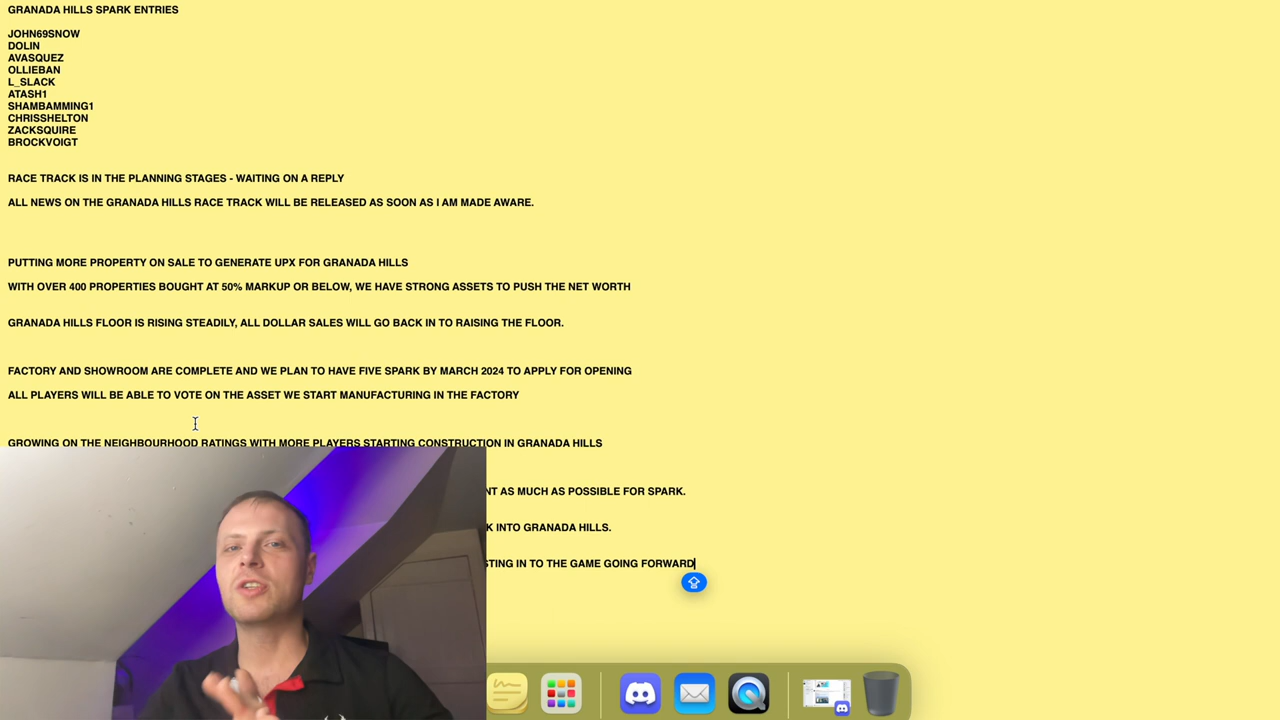 GRANADA HILLS SPARK ENTRIES
JOHN69SNOW
DOLIN
AVASQUEZ
OLLIEBAN
L_SLACK
ATASH1
SHAMBAMMING1
CHRISSHELTON
ZACKSQUIRE
BROCKVOIGT
RACE TRACK IS IN THE PLANNING STAGES - WAITING ON A REPLY
ALL NEWS ON THE GRANADA HILLS RACE TRACK WILL BE RELEASED AS SOON AS I AM MADE AWARE.
PUTTING MORE PROPERTY ON SALE TO GENERATE UPX FOR GRANADA HILLS
WITH OVER 400 PROPERTIES BOUGHT AT 50% MARKUP OR BELOW, WE HAVE STRONG ASSETS TO PUSH THE NET WORTH
GRANADA HILLS FLOOR IS RISING STEADILY, ALL DOLLAR SALES WILL GO BACK IN TO RAISING THE FLOOR.
FACTORY AND SHOWROOM ARE COMPLETE AND WE PLAN TO HAVE FIVE SPARK BY MARCH 2024 TO APPLY FOR OPENING
ALL PLAYERS WILL BE ABLE TO VOTE ON THE ASSET WE START MANUFACTURING IN THE FACTORY
GROWING ON THE NEIGHBOURHOOD RATINGS WITH MORE PLAYERS STARTING CONSTRUCTION IN GRANADA HILLS
AS MUCH AS POSSIBLE FOR SPARK.
INTO GRANADA HILLS.
IN TO THE GAME GOING FORWARD